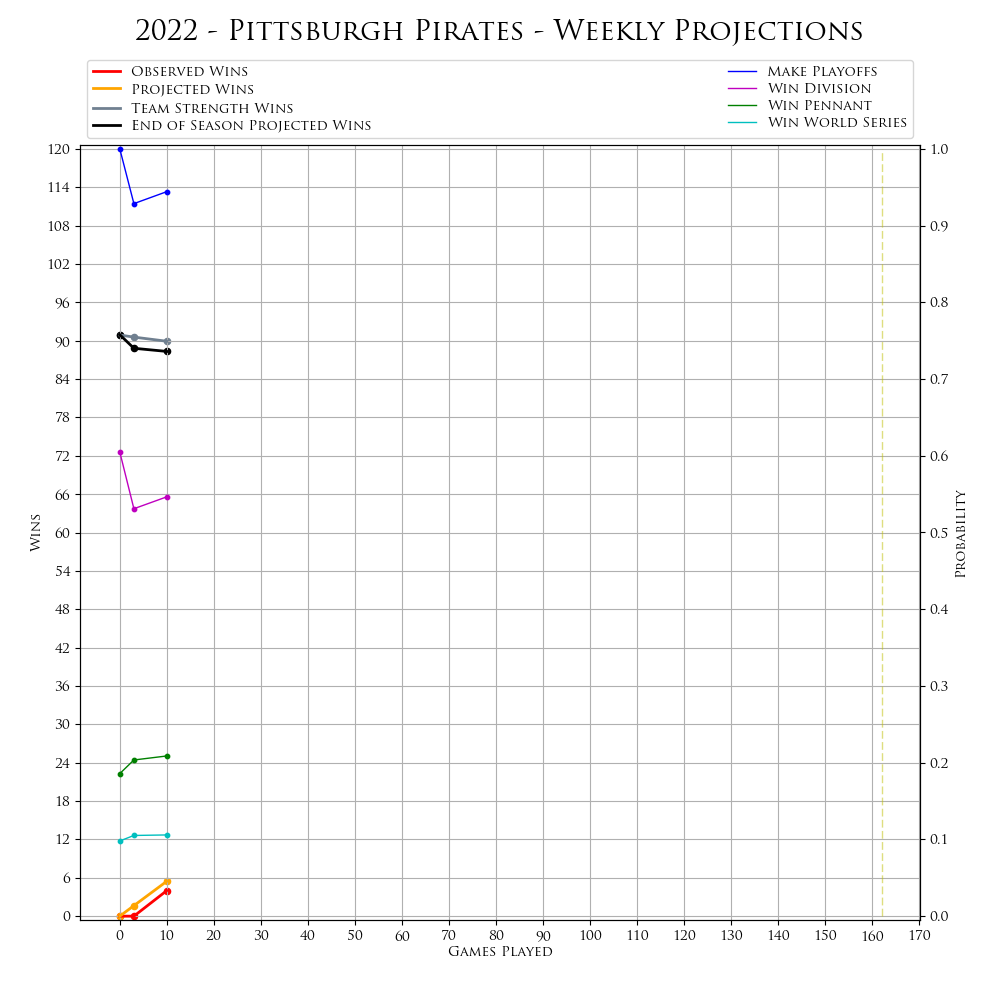 2022 - Pittsburgh Pirates - Weekly Projections
Observed Wins
Projected Wins
Team Strength Wins
End of Season Projected Wins
Make Playoffs
Win Division
Win Pennant
Win World Series
120
114
108
102
96
90
84
78
72
66
60
54
48
42
36
30
24
18
12
6
0
Wins
1.0
0.9
0.8
0.7
0.6
0.5
0.4
0.3
0.2
0.1
0.0
Probability
0 10 20 30 40 50 60 70 80 90 100 110 120 130 140 150 160 170
Games Played